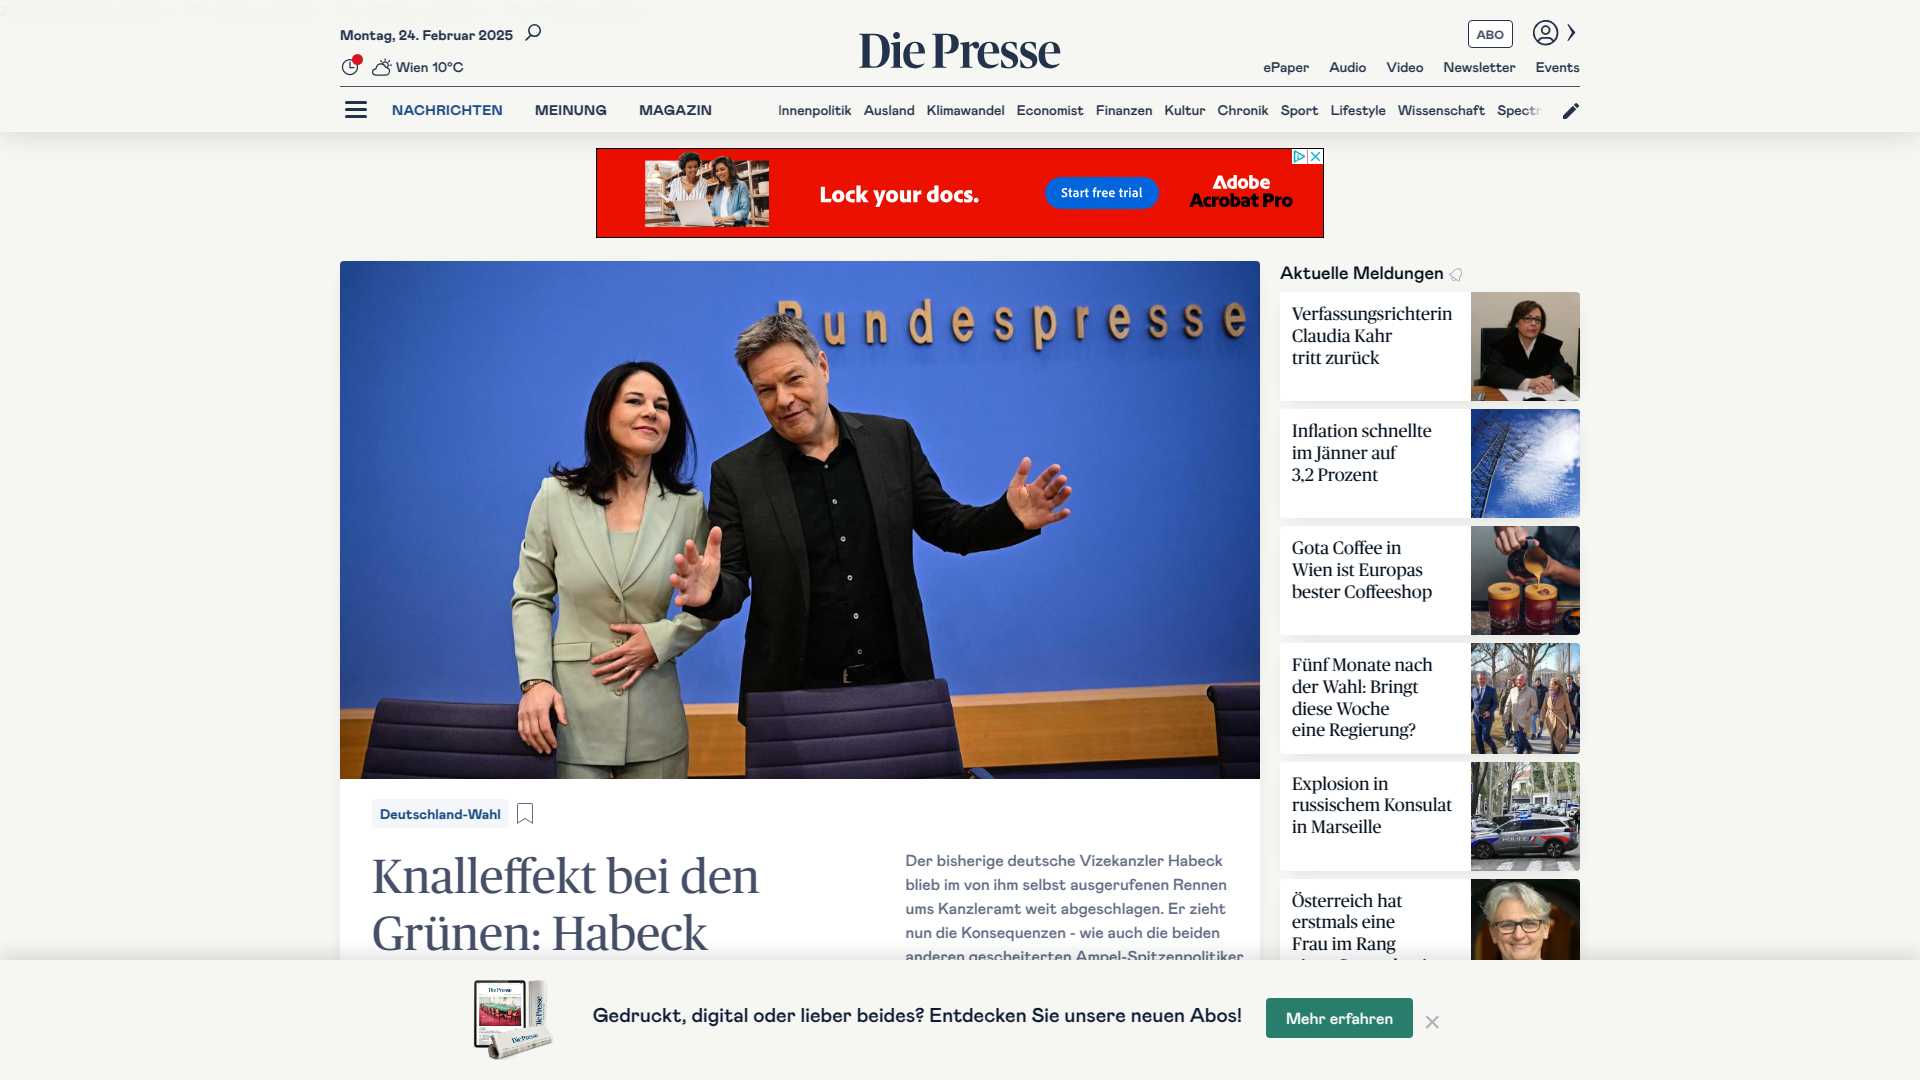 Montag, 24. Februar 2025
Die Presse
ABO
Wien 10°C
ePaper Audio Video Newsletter Events
NACHRICHTEN MEINUNG MAGAZIN
Innenpolitik Ausland Klimawandel Economist Finanzen Kultur Chronik Sport Lifestyle Wissenschaft Spectr
Lock your docs.
Start free trial
Adobe
Acrobat Pro
Bundespresse
Deutschland-Wahl
Knalleffekt bei den
Grünen: Habeck
Der bisherige deutsche Vizekanzler Habeck
blieb im von ihm selbst ausgerufenen Rennen
ums Kanzleramt weit abgeschlagen. Er zieht
nun die Konsequenzen - wie auch die beiden
anderen gescheiterten Ampel-Spitzenpolitiker
Aktuelle Meldungen
Verfassungsrichterin
Claudia Kahr
tritt zurück
Inflation schnellte
im Jänner auf
3,2 Prozent
Gota Coffee in
Wien ist Europas
bester Coffeeshop
Fünf Monate nach
der Wahl: Bringt
diese Woche
eine Regierung?
Explosion in
russischem Konsulat
in Marseille
Österreich hat
erstmals eine
Frau im Rang
Die Presse
Die Presse
Die Presse
Gedruckt, digital oder lieber beides? Entdecken Sie unsere neuen Abos!
Mehr erfahren